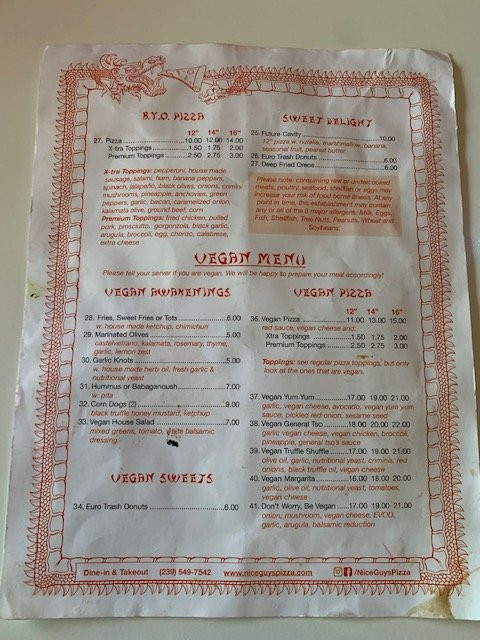 B.Y.O. PIZZA
12" 14" 16"
27. Pizza ........10.00 12.00 14.00
X-tra Toppings ........1.50 1.75 2.00
Premium Toppings ........2.50 2.75 3.00
X-tra Toppings: pepperoni, house made
sausage, salami, ham, banana peppers,
spinach, jalapeño, black olives, onions, crimini
mushrooms, pineapple, anchovies, green
peppers, garlic, bacon, caramelized onion,
kalamata olive, ground beef, corn
Premium Toppings: fried chicken, pulled
pork, prosciutto, gorgonzola, black garlic,
arugula, broccoli, egg, chorizo, calabrese,
extra cheese
SWEET DELIGHT
25. Future Cavity ........10.00
12" pizza w. nutella, marshmallow, banana,
seasonal fruit, peanut butter
26. Euro Trash Donuts ........6.00
27. Deep Fried Oreos ........6.00
Please note: consuming raw or undercooked
meats, poultry, seafood, shellfish or eggs may
increase your risk of food borne illness. At any
point in time, this establishment may contain
any or all of the 8 major allergens: Milk, Eggs,
Fish, Shellfish, Tree Nuts, Peanuts, Wheat and
Soybeans.
VEGAN MENU
Please tell your server if you are vegan. We will be happy to prepare your meal accordingly!
VEGAN AWAKENINGS
28. Fries, Sweet Fries or Tots ........6.00
w. house made ketchup, chimichuri
29. Marinated Olives ........5.00
castelvetrano, kalamata, rosemary, thyme,
garlic, lemon zest
30. Garlic Knots ........5.00
w. house made herb oil, fresh garlic &
nutritional yeast
31. Hummus or Babaganoush ........7.00
w. pita
32. Corn Dogs (2) ........9.00
black truffle honey mustard, ketchup
33. Vegan House Salad ........7.00
mixed greens, tomato, white balsamic
dressing
VEGAN SWEETS
34. Euro Trash Donuts ........6.00
VEGAN PIZZA
12" 14" 16"
36. Vegan Pizza ........11.00 13.00 15.00
red sauce, vegan cheese and:
Xtra Toppings ........1.50 1.75 2.00
Premium Toppings ........2.50 2.75 3.00
Toppings: see regular pizza toppings, but only
look at the ones that are vegan.
37. Vegan Yum Yum ........17.00 19.00 21.00
garlic, vegan cheese, avocado, vegan yum yum
sauce, pickled red onion, sesame seed
38. Vegan General Tso ........18.00 20.00 22.00
garlic vegan cheese, vegan chicken, broccoli,
pineapple, general tso's sauce
39. Vegan Truffle Shuffle ........17.00 19.00 21.00
olive oil, garlic, nutritional yeast, crimina, red
onions, black truffle oil, vegan cheese
40. Vegan Margarita ........16.00 18.00 20.00
garlic, olive oil, nutritional yeast, tomatoes,
vegan cheese
41. Don't Worry, Be Vegan ......17.00 19.00 21.00
onion, mushroom, vegan cheese, EVOO,
garlic, arugula, balsamic reduction
Dine-in & Takeout (239) 549-7542 www.niceguyspizza.com /NiceGuysPizza